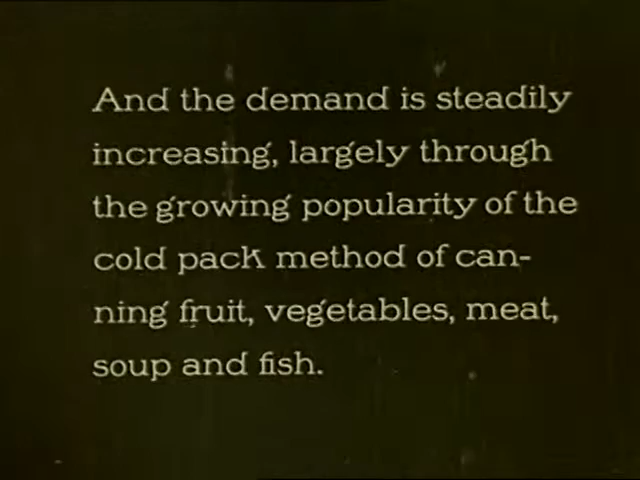 And the demand is steadily
increasing, largely through
the growing popularity of the
cold pack method of can-
ning fruit, vegetables, meat,
soup and fish.